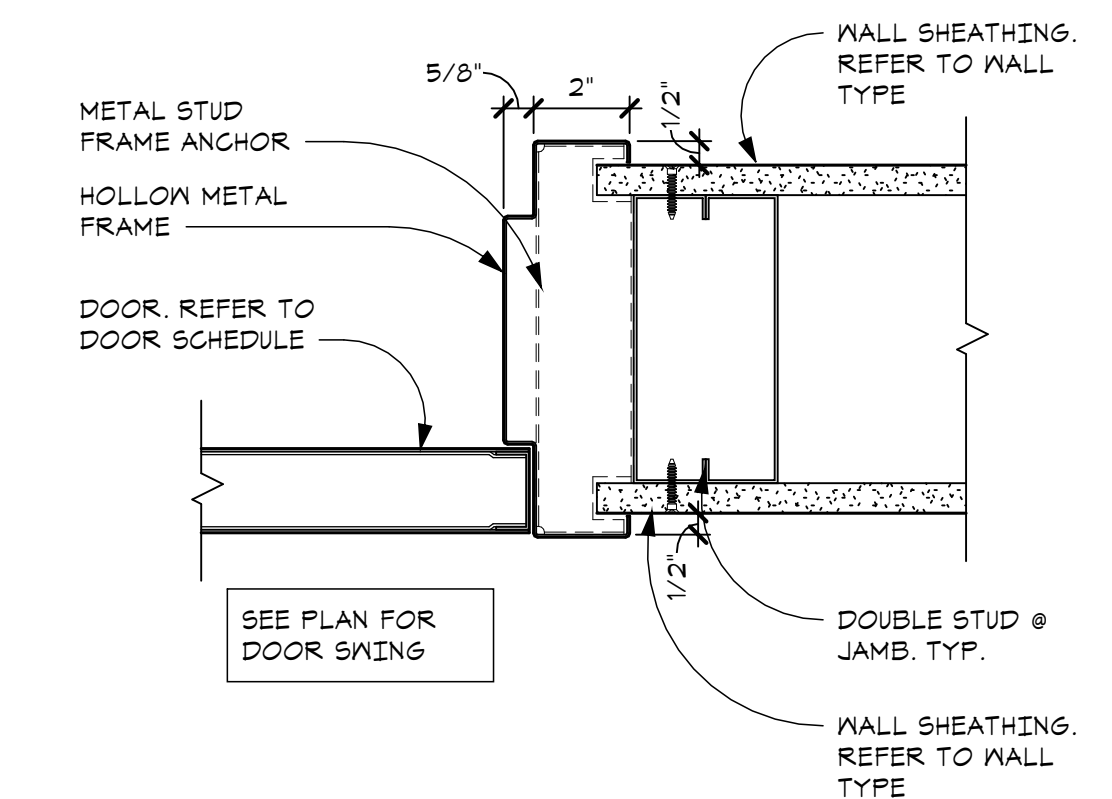 WALL SHEATHING.
REFER TO WALL
TYPE
5/8"
2"
1/2"
METAL STUD
FRAME ANCHOR
HOLLOW METAL
FRAME
DOOR. REFER TO
DOOR SCHEDULE
1/2"
SEE PLAN FOR
DOOR SWING
DOUBLE STUD @
JAMB. TYP.
WALL SHEATHING.
REFER TO WALL
TYPE